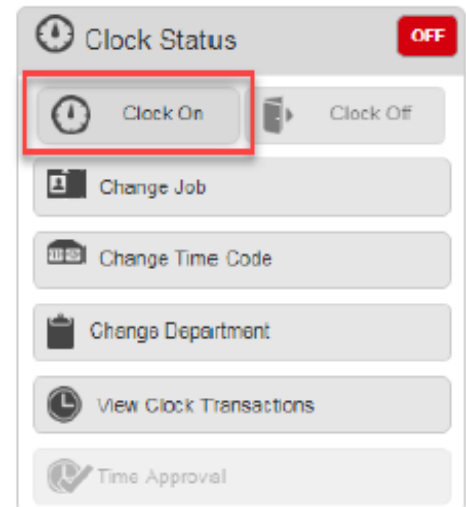 Clock Status OFF
Clock On Clock Off
Change Job
Change Time Code
Change Department
View Clock Transactions
Time Approval